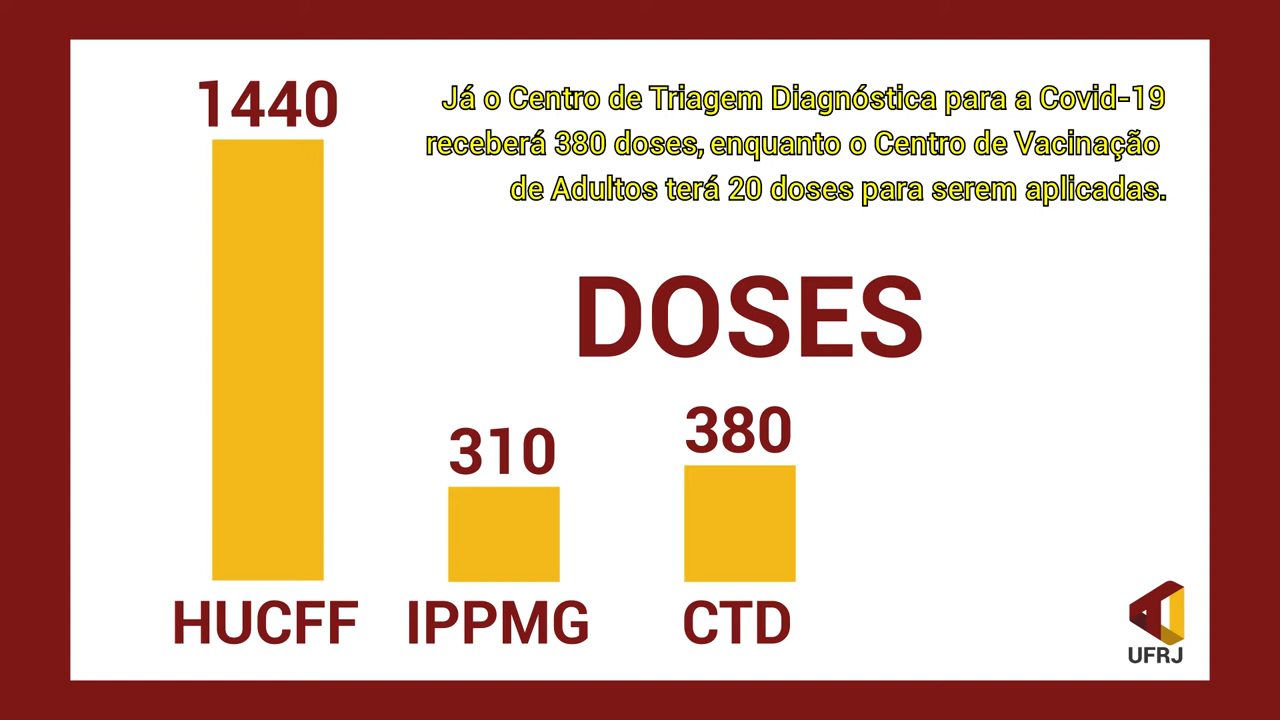 1440
Já o Centro de Triagem Diagnóstica para a Covid-19
receberá 380 doses, enquanto o Centro de Vacinação
de Adultos terá 20 doses para serem aplicadas.
DOSES
310
380
HUCFF
IPPMG
CTD
UFRJ